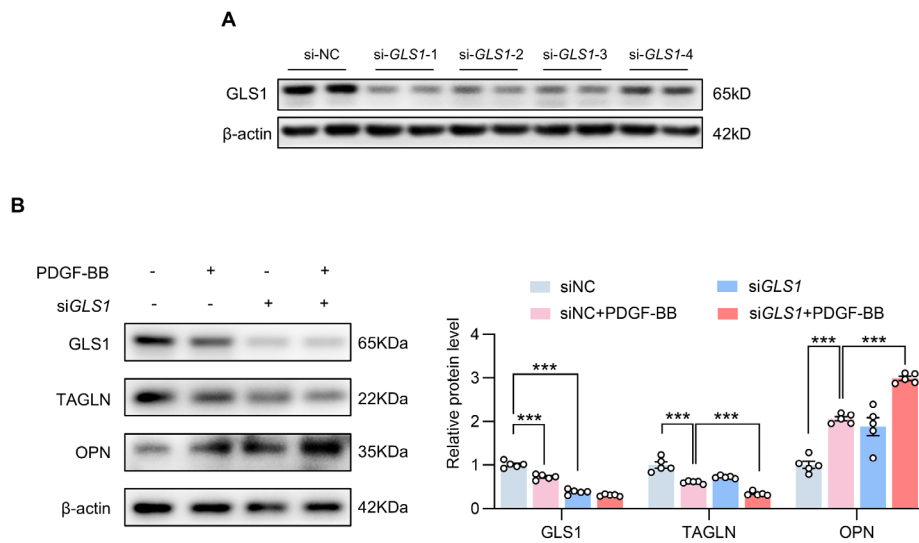 A
si-NC si-GLS1-1 si-GLS1-2 si-GLS1-3 si-GLS1-4
GLS1 65kD
β-actin 42kD
B
PDGF-BB - + - +
siGLS1 - - + +
GLS1 65KDa
TAGLN 22KDa
OPN 35KDa
β-actin 42KDa
siNC siGLS1
siNC+PDGF-BB siGLS1+PDGF-BB
Relative protein level
4
3
2
1
0
*** *** *** *** *** ***
GLS1 TAGLN OPN